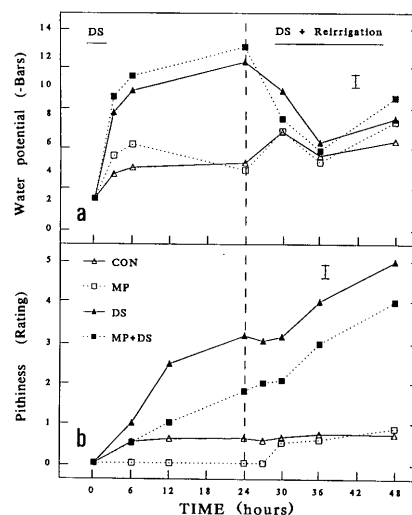 DS
DS + Reirrigation
14
12
10
8
6
4
2
0
Water potential (-Bars)
a
5
4
3
2
1
0
Pithiness (Rating)
CON
MP
DS
MP+DS
b
0 6 12 18 24 30 36 42 48
TIME (hours)